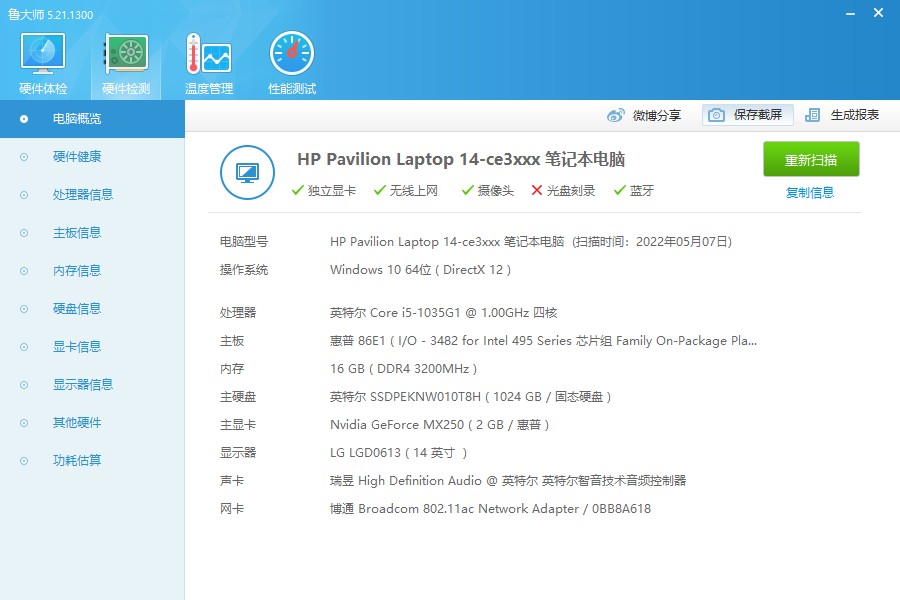 鲁大师 5.21.1300
硬件体检 硬件检测 温度管理 性能测试
微博分享 保存截屏 生成报表
电脑概览
硬件健康
处理器信息
主板信息
内存信息
硬盘信息
显卡信息
显示器信息
其他硬件
功耗估算
HP Pavilion Laptop 14-ce3xxx 笔记本电脑
重新扫描
独立显卡 无线上网 摄像头 光盘刻录 蓝牙
复制信息
电脑型号 HP Pavilion Laptop 14-ce3xxx 笔记本电脑 (扫描时间：2022年05月07日)
操作系统 Windows 10 64位 ( DirectX 12 )
处理器 英特尔 Core i5-1035G1 @ 1.00GHz 四核
主板 惠普 86E1 ( I/O - 3482 for Intel 495 Series 芯片组 Family On-Package Pla...
内存 16 GB ( DDR4 3200MHz )
主硬盘 英特尔 SSDPEKNW010T8H ( 1024 GB / 固态硬盘 )
主显卡 Nvidia GeForce MX250 ( 2 GB / 惠普 )
显示器 LG LGD0613 ( 14 英寸 )
声卡 瑞昱 High Definition Audio @ 英特尔 英特尔智音技术音频控制器
网卡 博通 Broadcom 802.11ac Network Adapter / 0BB8A618